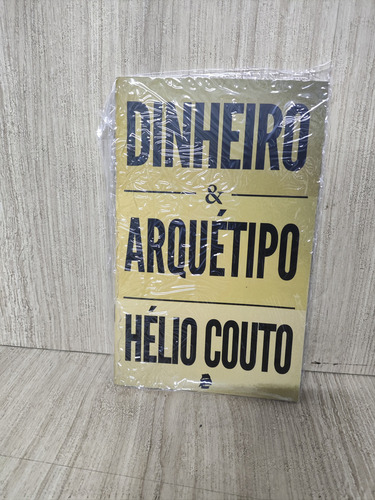 DINHEIRO
&
ARQUÉTIPO
HÉLIO COUTO